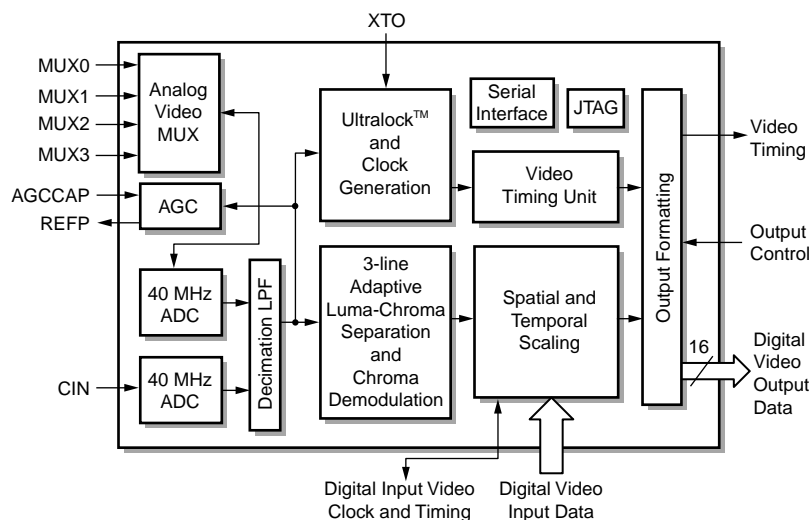 XTO
MUX0
MUX1
MUX2
MUX3
AGCCAP
REFP
CIN
Analog
Video
MUX
AGC
40 MHz
ADC
40 MHz
ADC
Decimation LPF
Ultralock™
and
Clock
Generation
3-line
Adaptive
Luma-Chroma
Separation
and
Chroma
Demodulation
Serial
Interface
JTAG
Video
Timing Unit
Spatial and
Temporal
Scaling
Output Formatting
Video
Timing
Output
Control
16
Digital
Video
Output
Data
Digital Input Video
Clock and Timing
Digital Video
Input Data